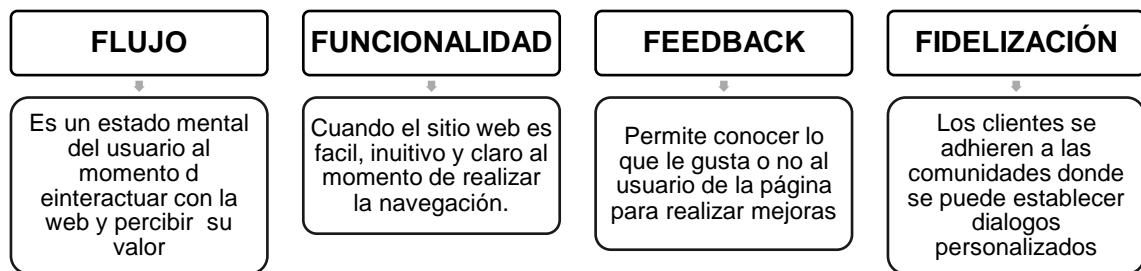 FLUJO
Es un estado mental
del usuario al
momento d
einteractuar con la
web y percibir su
valor
FUNCIONALIDAD
Cuando el sitio web es
facil, inuitivo y claro al
momento de realizar
la navegación.
FEEDBACK
Permite conocer lo
que le gusta o no al
usuario de la página
para realizar mejoras
FIDELIZACIÓN
Los clientes se
adhieren a las
comunidades donde
se puede establecer
dialogos
personalizados